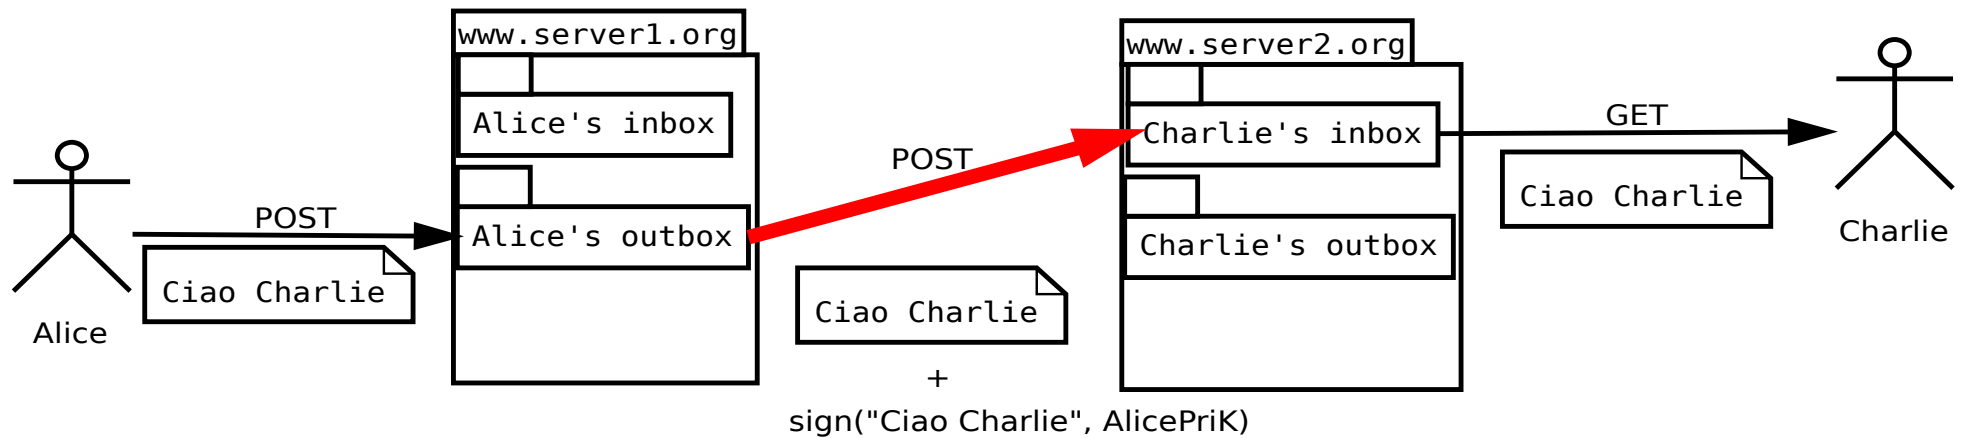 www.server1.org
Alice's inbox
Alice's outbox
POST
Ciao Charlie
Alice
POST
Ciao Charlie
+
sign("Ciao Charlie", AlicePriK)
www.server2.org
Charlie's inbox
Charlie's outbox
GET
Ciao Charlie
Charlie